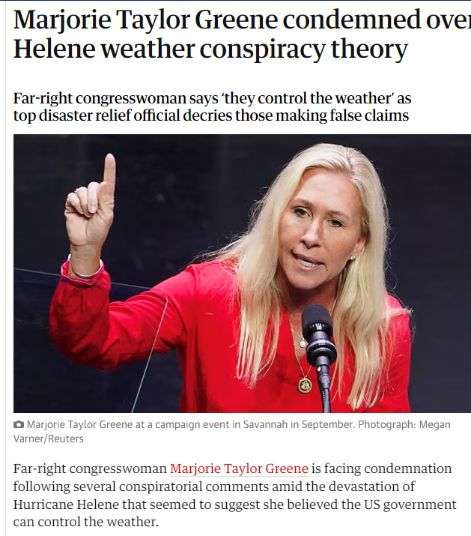 Marjorie Taylor Greene condemned over
Helene weather conspiracy theory
Far-right congresswoman says ‘they control the weather’ as
top disaster relief official decries those making false claims
Marjorie Taylor Greene at a campaign event in Savannah in September. Photograph: Megan
Varner/Reuters
Far-right congresswoman Marjorie Taylor Greene is facing condemnation
following several conspiratorial comments amid the devastation of
Hurricane Helene that seemed to suggest she believed the US government
can control the weather.